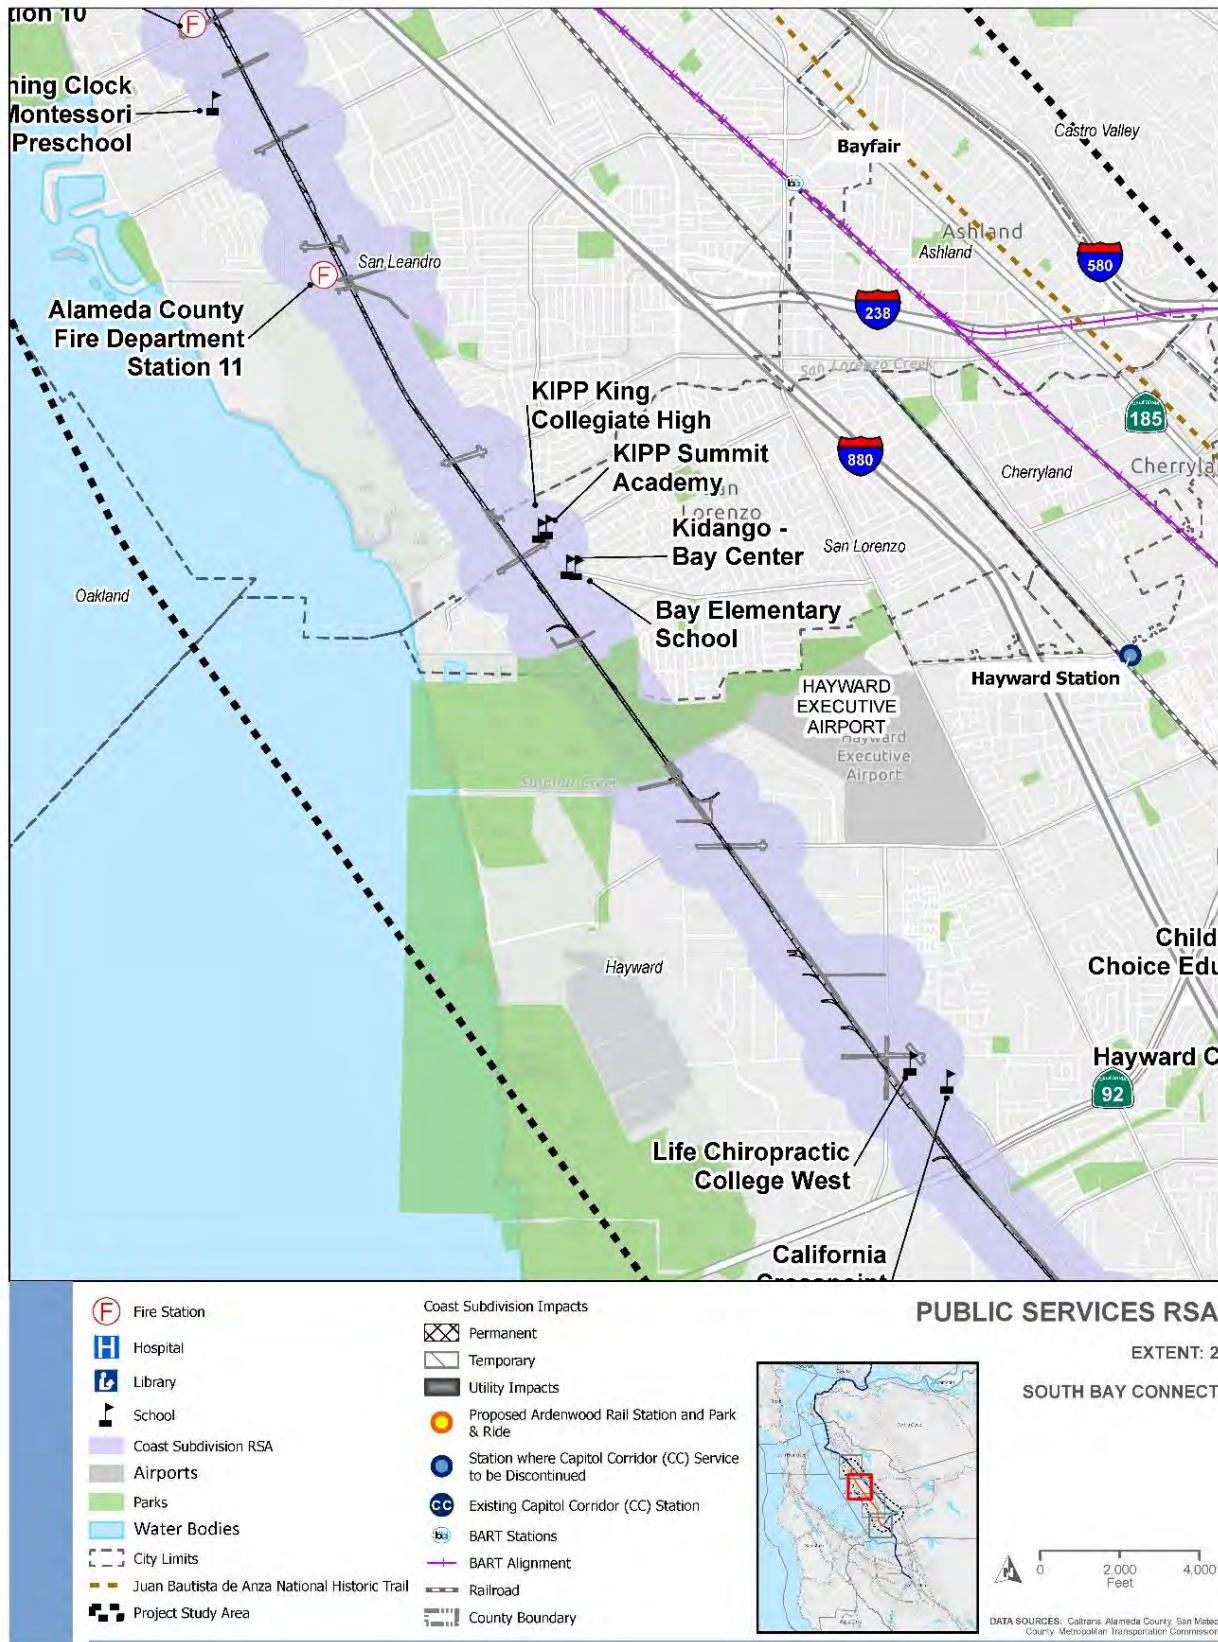 tion 10
ning Clock
Montessori
Preschool
Castro Valley
Bayfair
Ashland
Ashland
580
238
San Leandro
Alameda County
Fire Department
Station 11
San Lorenzo Creek
185
KIPP King
Collegiate High
KIPP Summit
Academy
880
Cherryland
Cherryla
San
Lorenzo
Kidango -
Bay Center
San Lorenzo
Oakland
Bay Elementary
School
Hayward Station
HAYWARD
EXECUTIVE
AIRPORT
Hayward
Executive
Airport
Child
Choice Edu
Hayward
Hayward C
92
Life Chiropractic
College West
California
Crosspoint
Fire Station
Hospital
Library
School
Coast Subdivision RSA
Airports
Parks
Water Bodies
City Limits
Juan Bautista de Anza National Historic Trail
Project Study Area
Coast Subdivision Impacts
Permanent
Temporary
Utility Impacts
Proposed Ardenwood Rail Station and Park
& Ride
Station where Capitol Corridor (CC) Service
to be Discontinued
CC Existing Capitol Corridor (CC) Station
BART Stations
BART Alignment
Railroad
County Boundary
PUBLIC SERVICES RSA
EXTENT: 2
SOUTH BAY CONNECT
0 2,000 4,000
Feet
DATA SOURCES: Caltrans, Alameda County, San Mateo
County, Metropolitan Transportation Commission